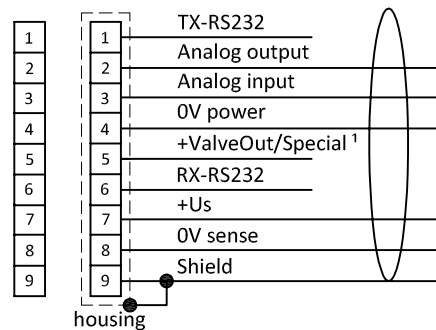 1 1 TX-RS232
2 2 Analog output
3 3 Analog input
4 4 0V power
5 5 +ValveOut/Special ¹
6 6 RX-RS232
7 7 +Us
8 8 0V sense
9 9 Shield
housing